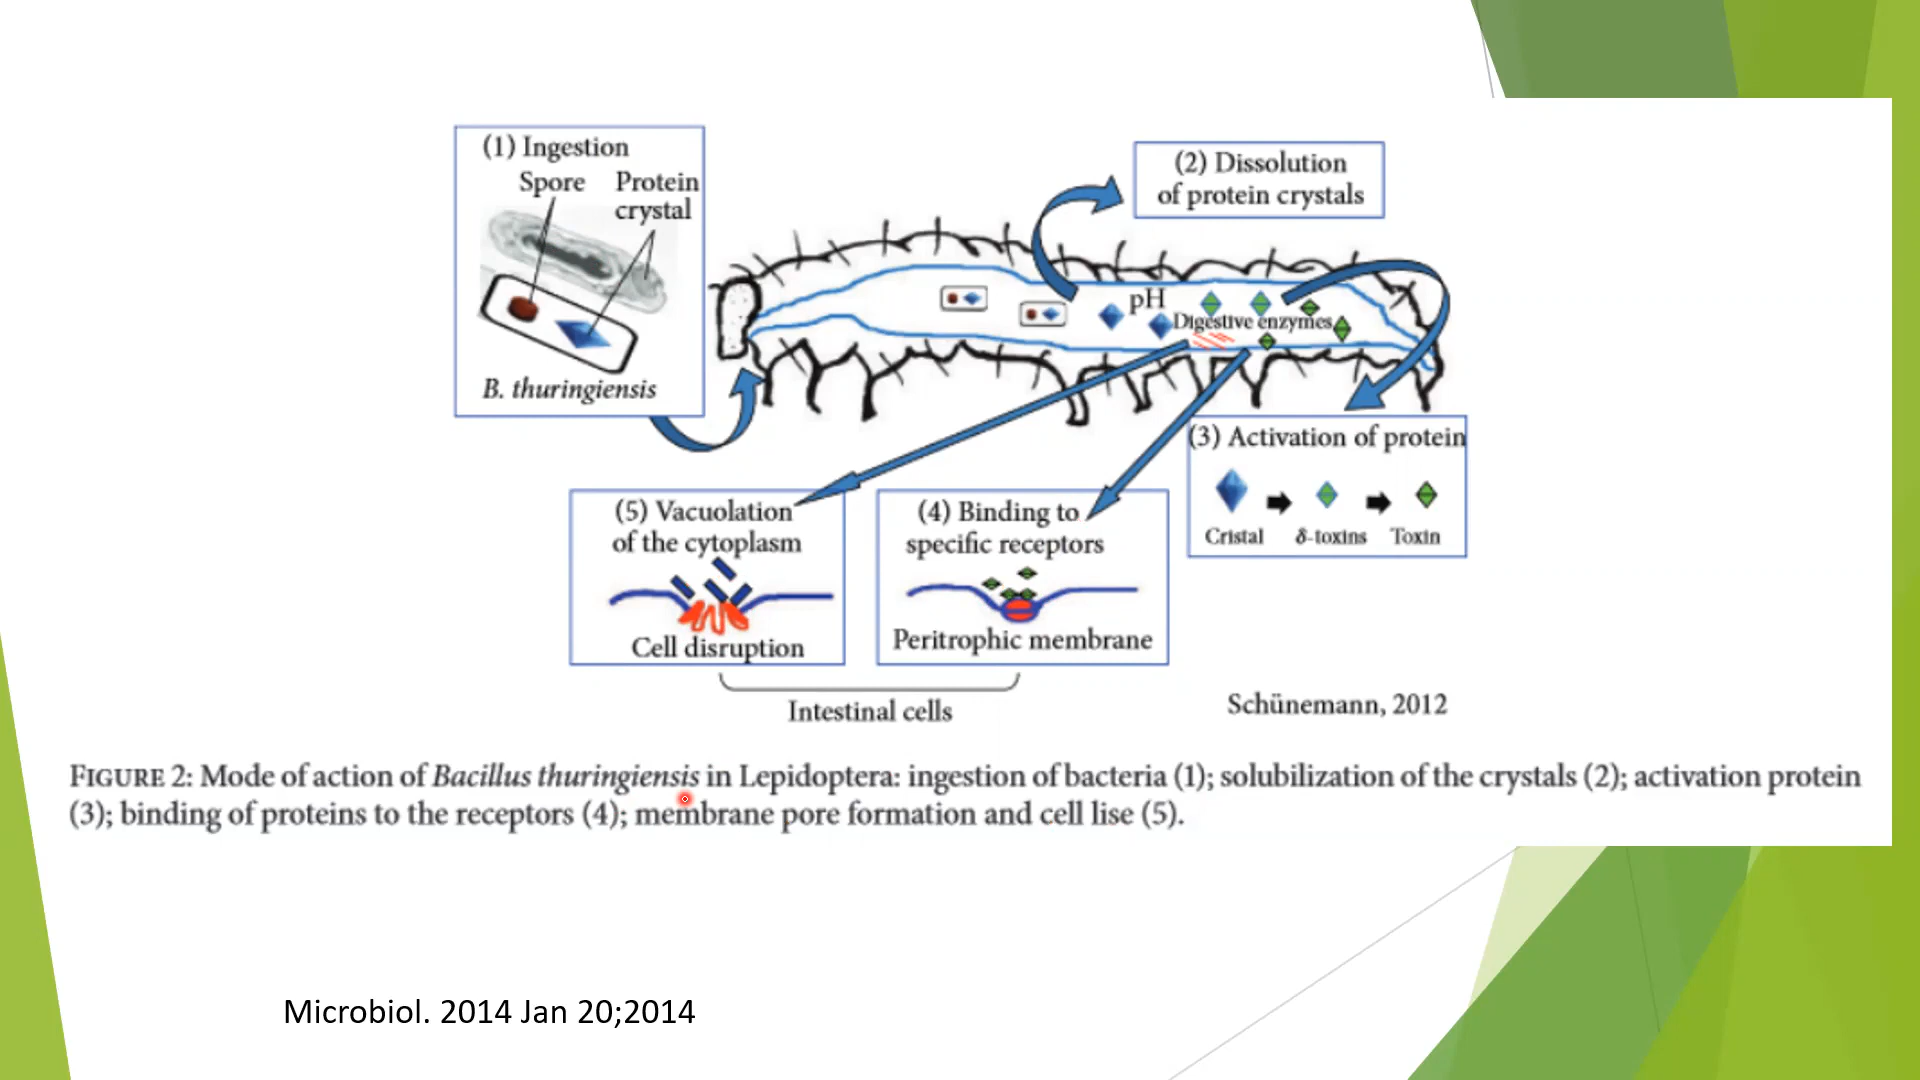 (1) Ingestion
Spore Protein
crystal
B. thuringiensis
(2) Dissolution
of protein crystals
pH
Digestive enzymes
(3) Activation of protein
Cristal δ-toxins Toxin
(5) Vacuolation
of the cytoplasm
Cell disruption
(4) Binding to
specific receptors
Peritrophic membrane
Intestinal cells
Schünemann, 2012
FIGURE 2: Mode of action of Bacillus thuringiensis in Lepidoptera: ingestion of bacteria (1); solubilization of the crystals (2); activation protein
(3); binding of proteins to the receptors (4); membrane pore formation and cell lise (5).
Microbiol. 2014 Jan 20;2014